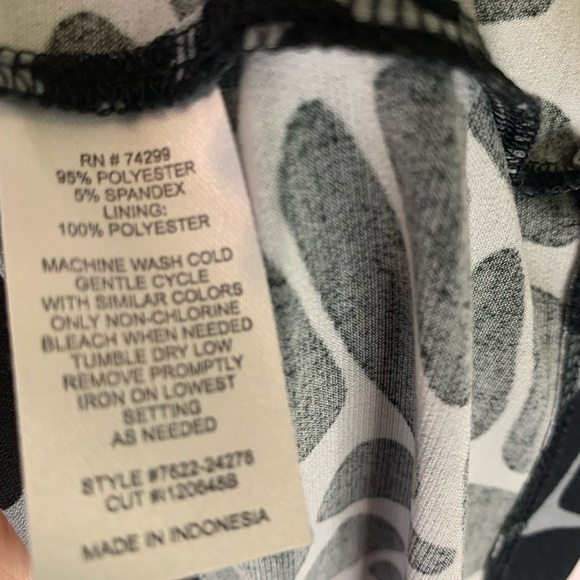 RN # 74299
95% POLYESTER
5% SPANDEX
LINING:
100% POLYESTER
MACHINE WASH COLD
GENTLE CYCLE
WITH SIMILAR COLORS
ONLY NON-CHLORINE
BLEACH WHEN NEEDED
TUMBLE DRY LOW
REMOVE PROMPTLY
IRON ON LOWEST
SETTING
AS NEEDED
STYLE #7622-24278
CUT #I120648B
MADE IN INDONESIA